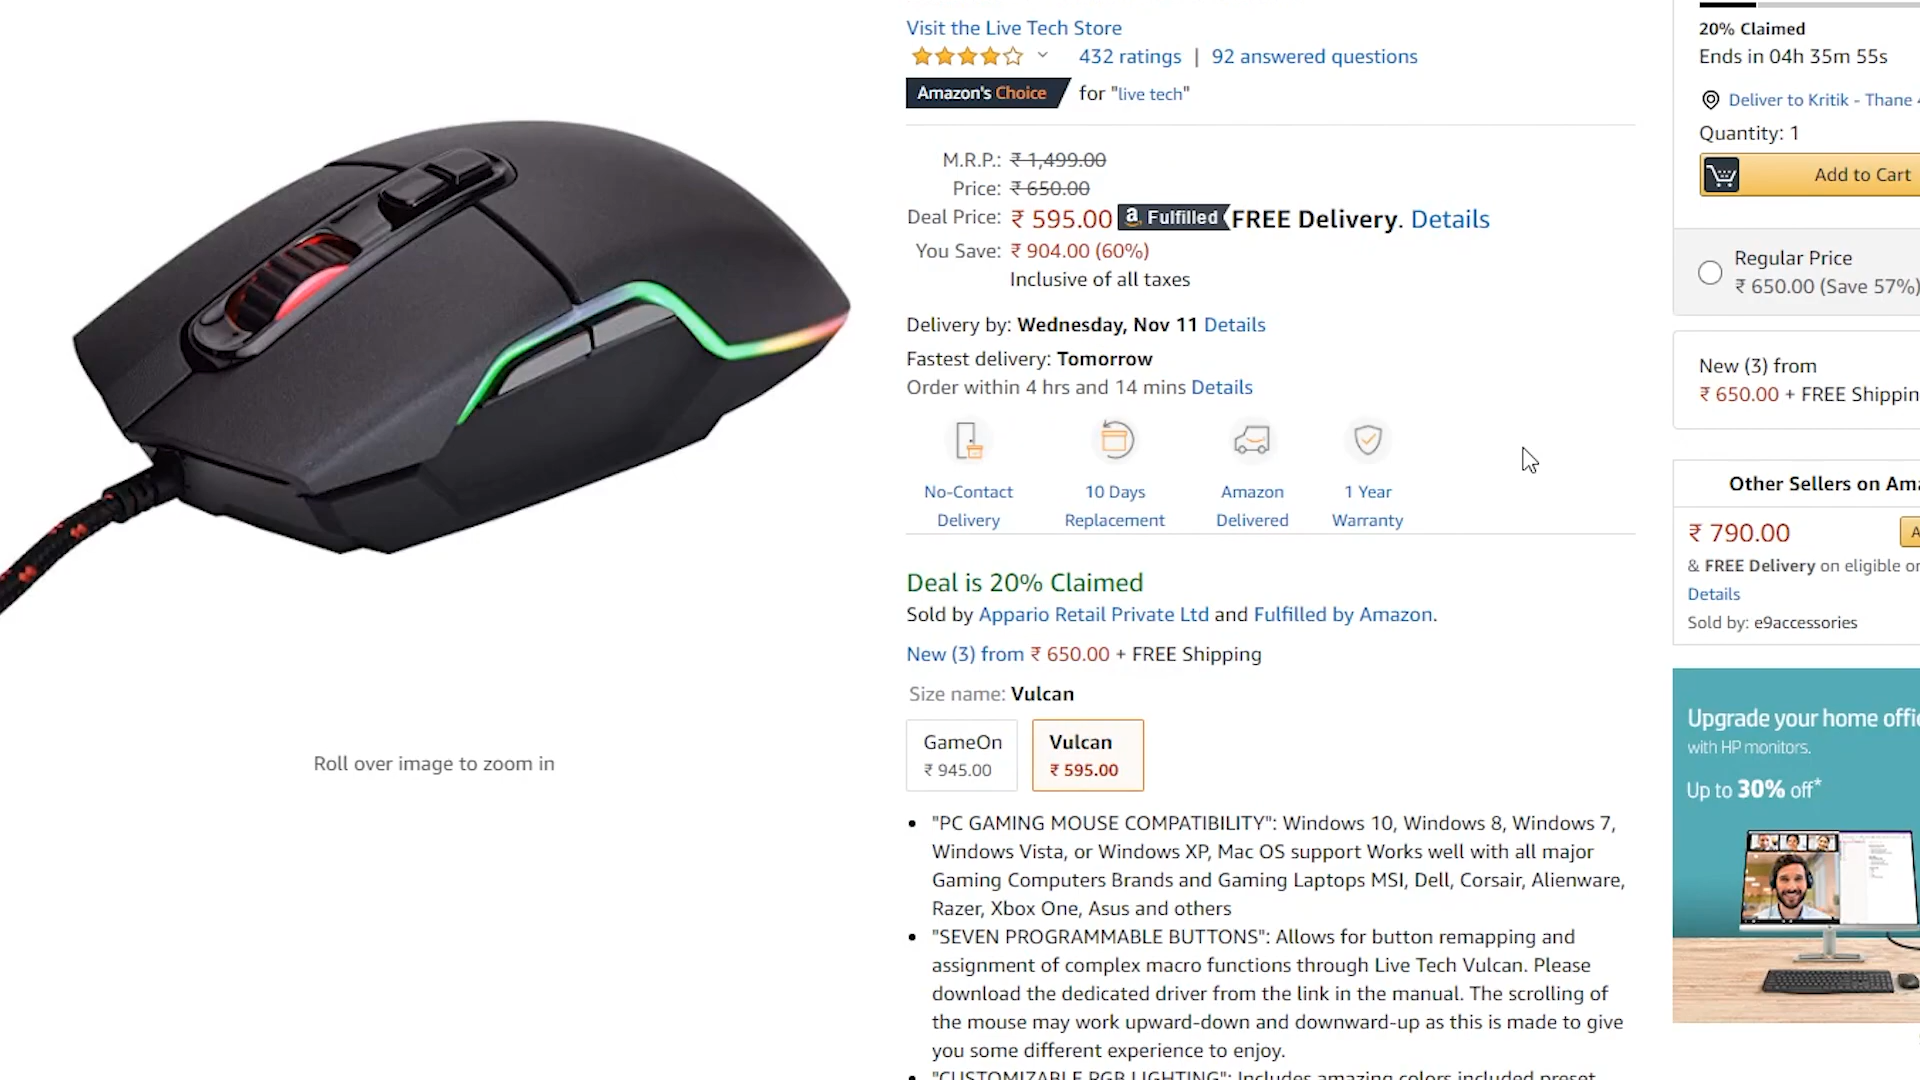 Visit the Live Tech Store
432 ratings | 92 answered questions
Amazon's Choice for "live tech"
M.R.P.: ₹ 1,499.00
Price: ₹ 650.00
Deal Price: ₹ 595.00 a Fulfilled FREE Delivery. Details
You Save: ₹ 904.00 (60%)
Inclusive of all taxes
Delivery by: Wednesday, Nov 11 Details
Fastest delivery: Tomorrow
Order within 4 hrs and 14 mins Details
No-Contact Delivery
10 Days Replacement
Amazon Delivered
1 Year Warranty
Deal is 20% Claimed
Sold by Appario Retail Private Ltd and Fulfilled by Amazon.
New (3) from ₹ 650.00 + FREE Shipping
Size name: Vulcan
GameOn
₹ 945.00
Vulcan
₹ 595.00
Roll over image to zoom in
• "PC GAMING MOUSE COMPATIBILITY": Windows 10, Windows 8, Windows 7,
Windows Vista, or Windows XP, Mac OS support Works well with all major
Gaming Computers Brands and Gaming Laptops MSI, Dell, Corsair, Alienware,
Razer, Xbox One, Asus and others
• "SEVEN PROGRAMMABLE BUTTONS": Allows for button remapping and
assignment of complex macro functions through Live Tech Vulcan. Please
download the dedicated driver from the link in the manual. The scrolling of
the mouse may work upward-down and downward-up as this is made to give
you some different experience to enjoy.
• "CUSTOMIZABLE RGB LIGHTING": Includes amazing colors included preset
20% Claimed
Ends in 04h 35m 55s
Deliver to Kritik - Thane
Quantity: 1
Add to Cart
Regular Price
₹ 650.00 (Save 57%)
New (3) from
₹ 650.00 + FREE Shippin
Other Sellers on Ama
₹ 790.00
& FREE Delivery on eligible or
Details
Sold by: e9accessories
Upgrade your home offic
with HP monitors.
Up to 30% off*